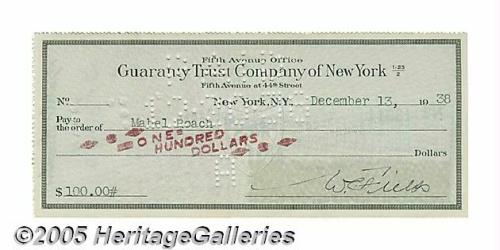 Fifth Avenue Office
Guaranty Trust Company of New York 1-23/2
Fifth Avenue at 44th Street
No. New York, N.Y., December 13, 1938
Pay to
the order of Mabel Roach
ONE
HUNDRED
DOLLARS
Dollars
$100.00#
W.C. Fields
©2005 HeritageGalleries